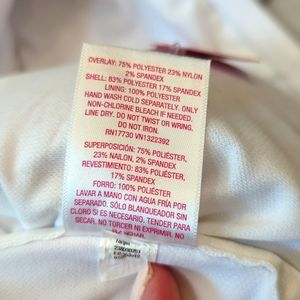 OVERLAY: 75% POLYESTER 23% NYLON
2% SPANDEX
SHELL: 83% POLYESTER 17% SPANDEX
LINING: 100% POLYESTER
HAND WASH COLD SEPARATELY. ONLY
NON-CHLORINE BLEACH IF NEEDED.
LINE DRY. DO NOT TWIST OR WRING.
DO NOT IRON.
RN17730 VN1322392
SUPERPOSICIÓN: 75% POLIÉSTER,
23% NAILON, 2% SPANDEX
REVESTIMIENTO: 83% POLIÉSTER,
17% SPANDEX
FORRO: 100% POLIÉSTER
LAVAR A MANO CON AGUA FRÍA POR
SEPARADO. SÓLO BLANQUEADOR SIN
CLORO SI ES NECESARIO. TENDER PARA
SECAR. NO TORCER NI EXPRIMIR. NO